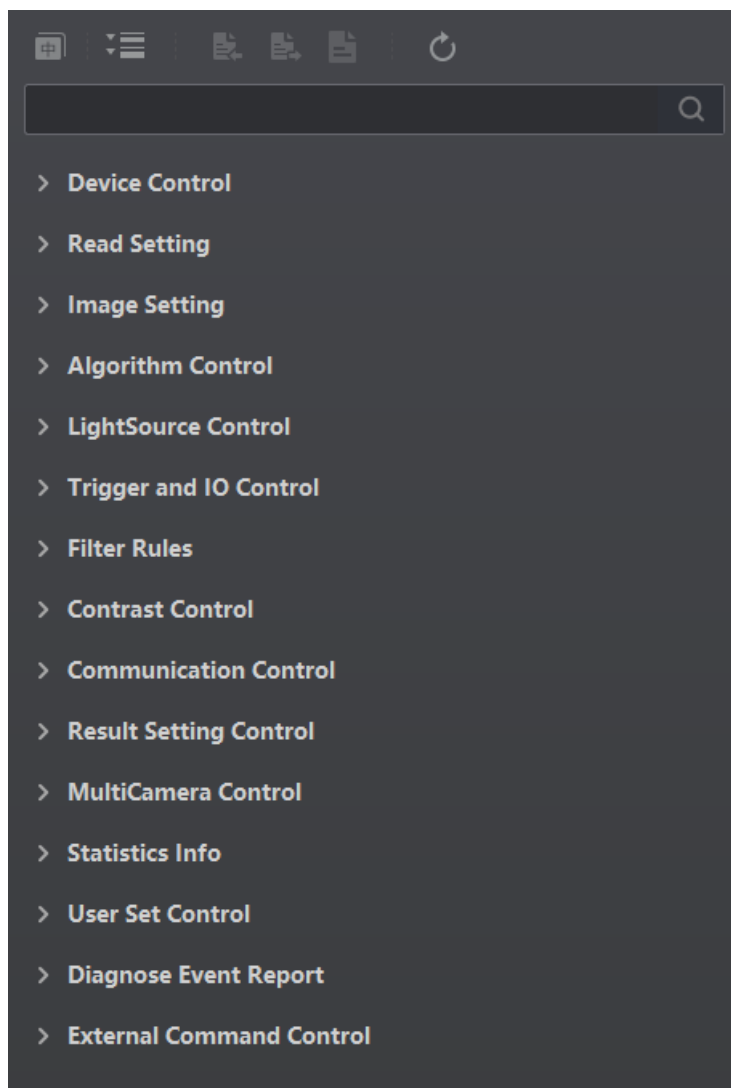 中
Device Control
Read Setting
Image Setting
Algorithm Control
LightSource Control
Trigger and IO Control
Filter Rules
Contrast Control
Communication Control
Result Setting Control
MultiCamera Control
Statistics Info
User Set Control
Diagnose Event Report
External Command Control